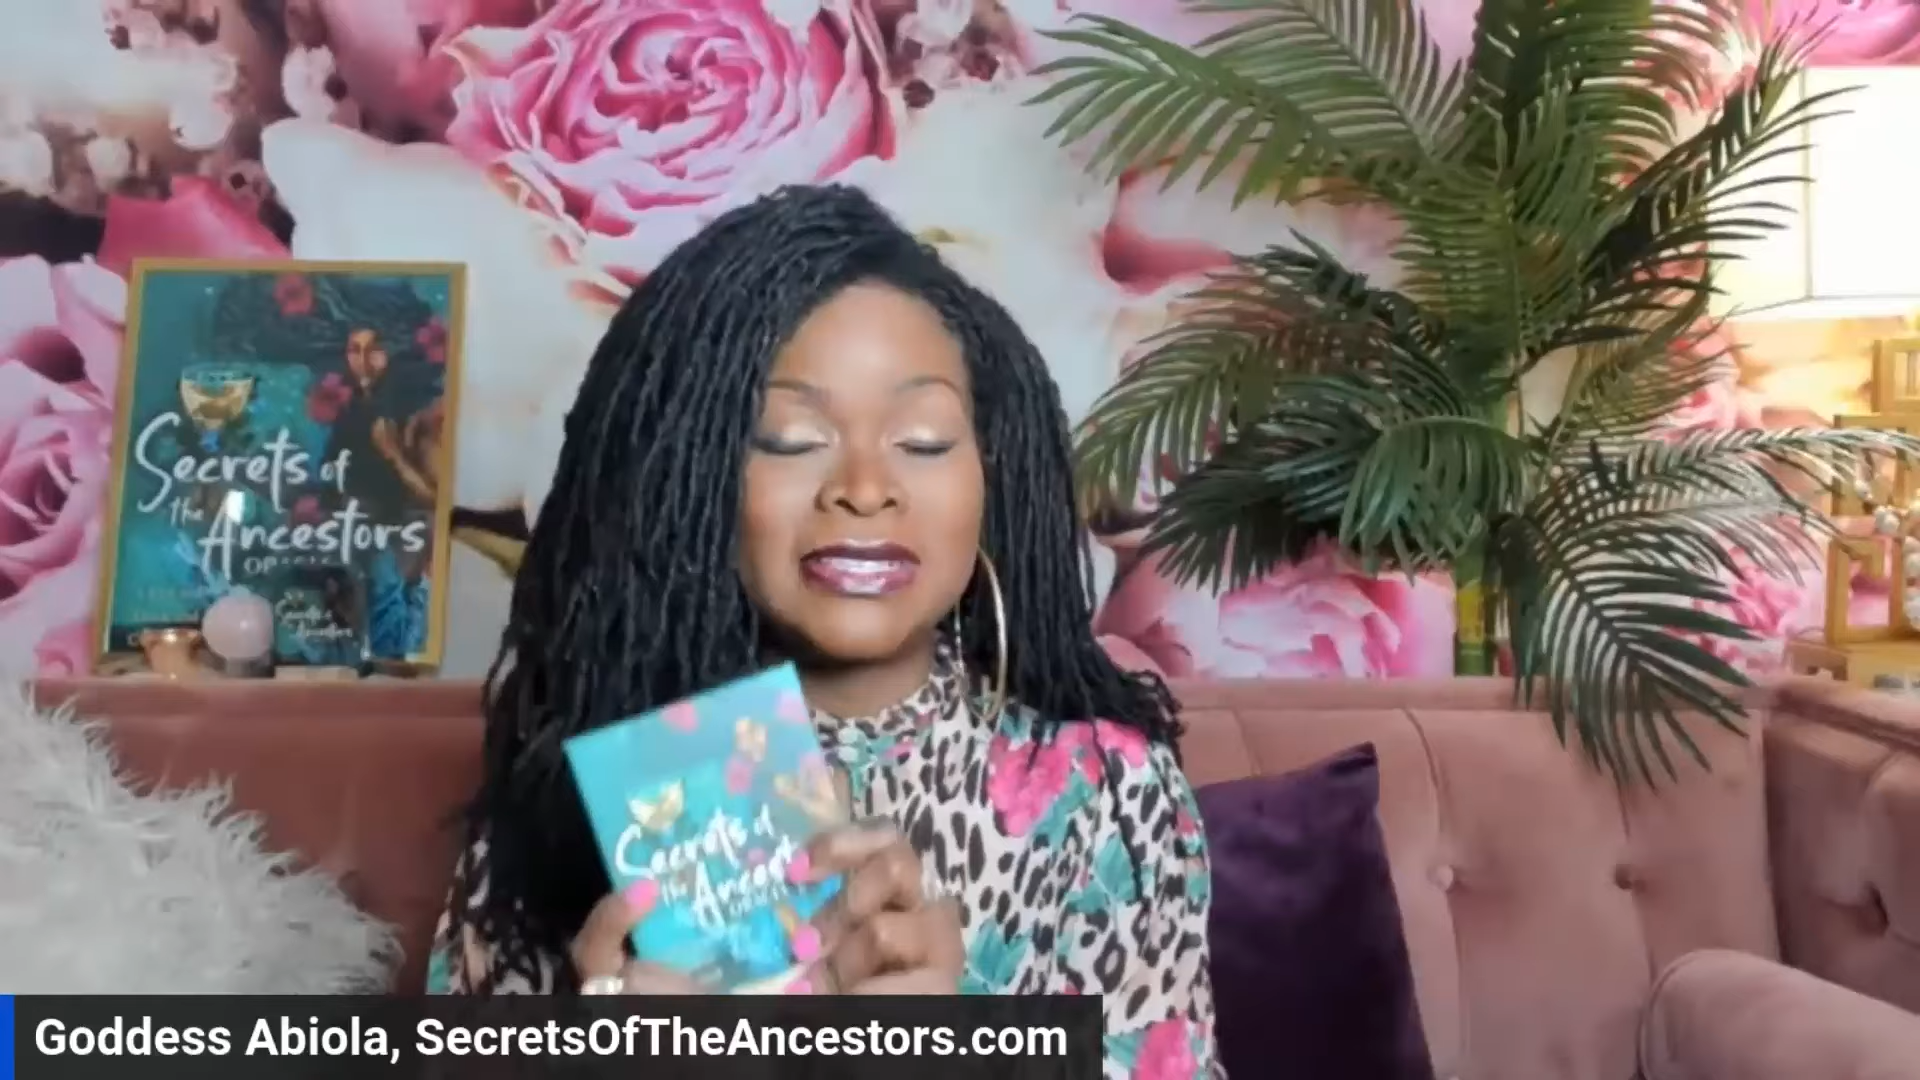 Secrets of
the Ancestors
Secrets of
the Ancest
Goddess Abiola, SecretsOfTheAncestors.com